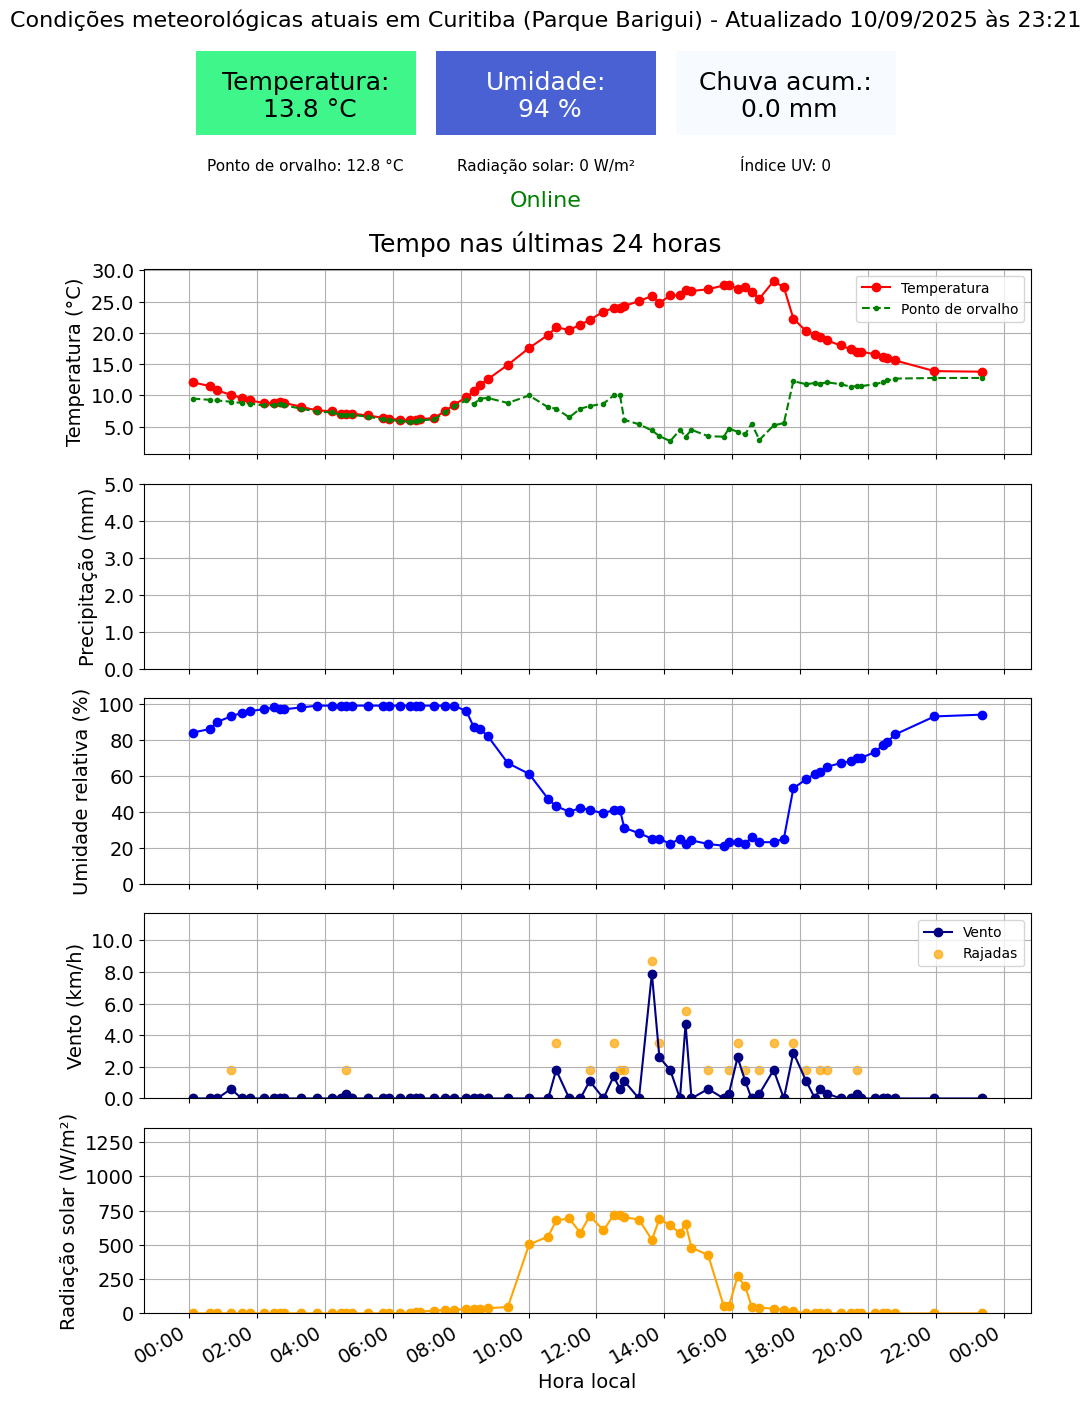 Condições meteorológicas atuais em Curitiba (Parque Barigui) - Atualizado 10/09/2025 às 23:21
Temperatura:
13.8 °C
Umidade:
94 %
Chuva acum.:
0.0 mm
Ponto de orvalho: 12.8 °C
Radiação solar: 0 W/m²
Índice UV: 0
Online
Tempo nas últimas 24 horas
Temperatura (°C)
30.0
25.0
20.0
15.0
10.0
5.0
Temperatura
Ponto de orvalho
Precipitação (mm)
5.0
4.0
3.0
2.0
1.0
0.0
Umidade relativa (%)
100
80
60
40
20
0
Vento (km/h)
10.0
8.0
6.0
4.0
2.0
0.0
Vento
Rajadas
Radiação solar (W/m²)
1250
1000
750
500
250
0
00:00
02:00
04:00
06:00
08:00
10:00
12:00
14:00
16:00
18:00
20:00
22:00
00:00
Hora local